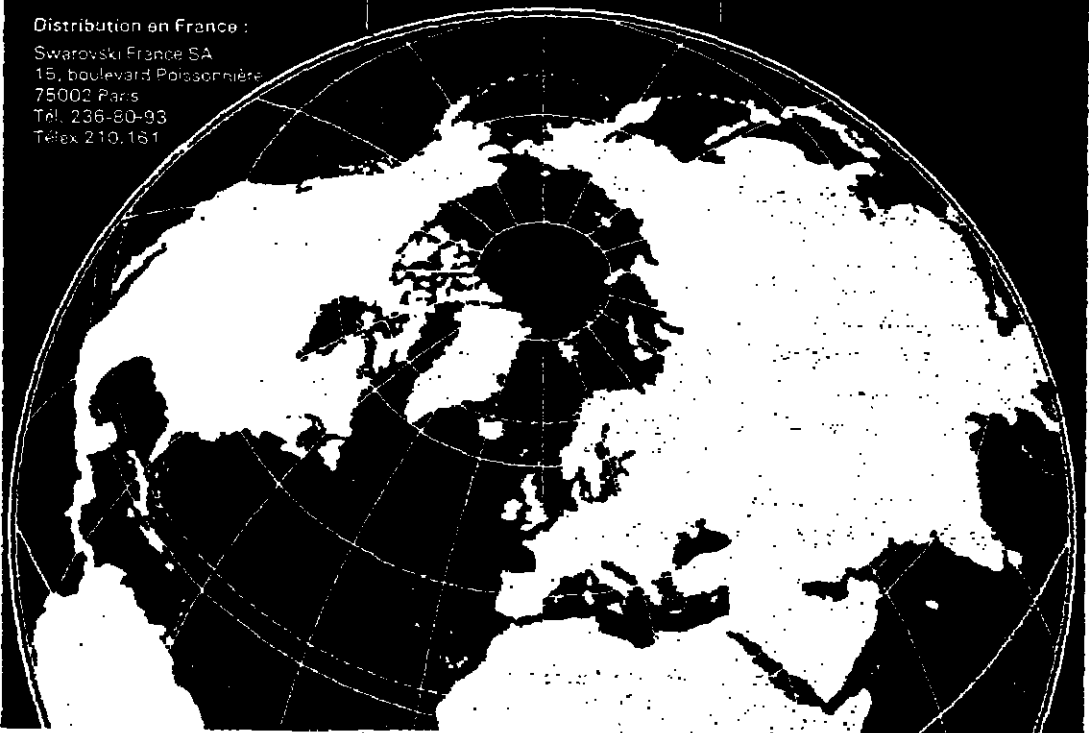 Distribution en France :
Swarovski France SA
15, boulevard Poissonnière
75002 Paris
Tél. 236-80-93
Télex 210.161